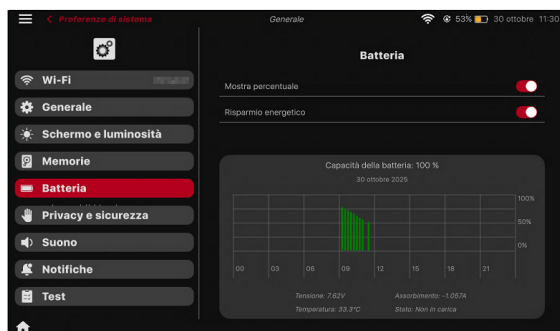 Preferenze di sistema
Generale
53% 30 ottobre 11:30
Batteria
Wi-Fi
Generale
Schermo e luminosità
Memorie
Batteria
Privacy e sicurezza
Suono
Notifiche
Test
Mostra percentuale
Risparmio energetico
Capacità della batteria: 100 %
30 ottobre 2025
100%
50%
0%
00 03 06 09 12 15 18 21
Tensione: 7.62V Assorbimento: -1.057A
Temperatura: 33.3°C Stato: Non in carica